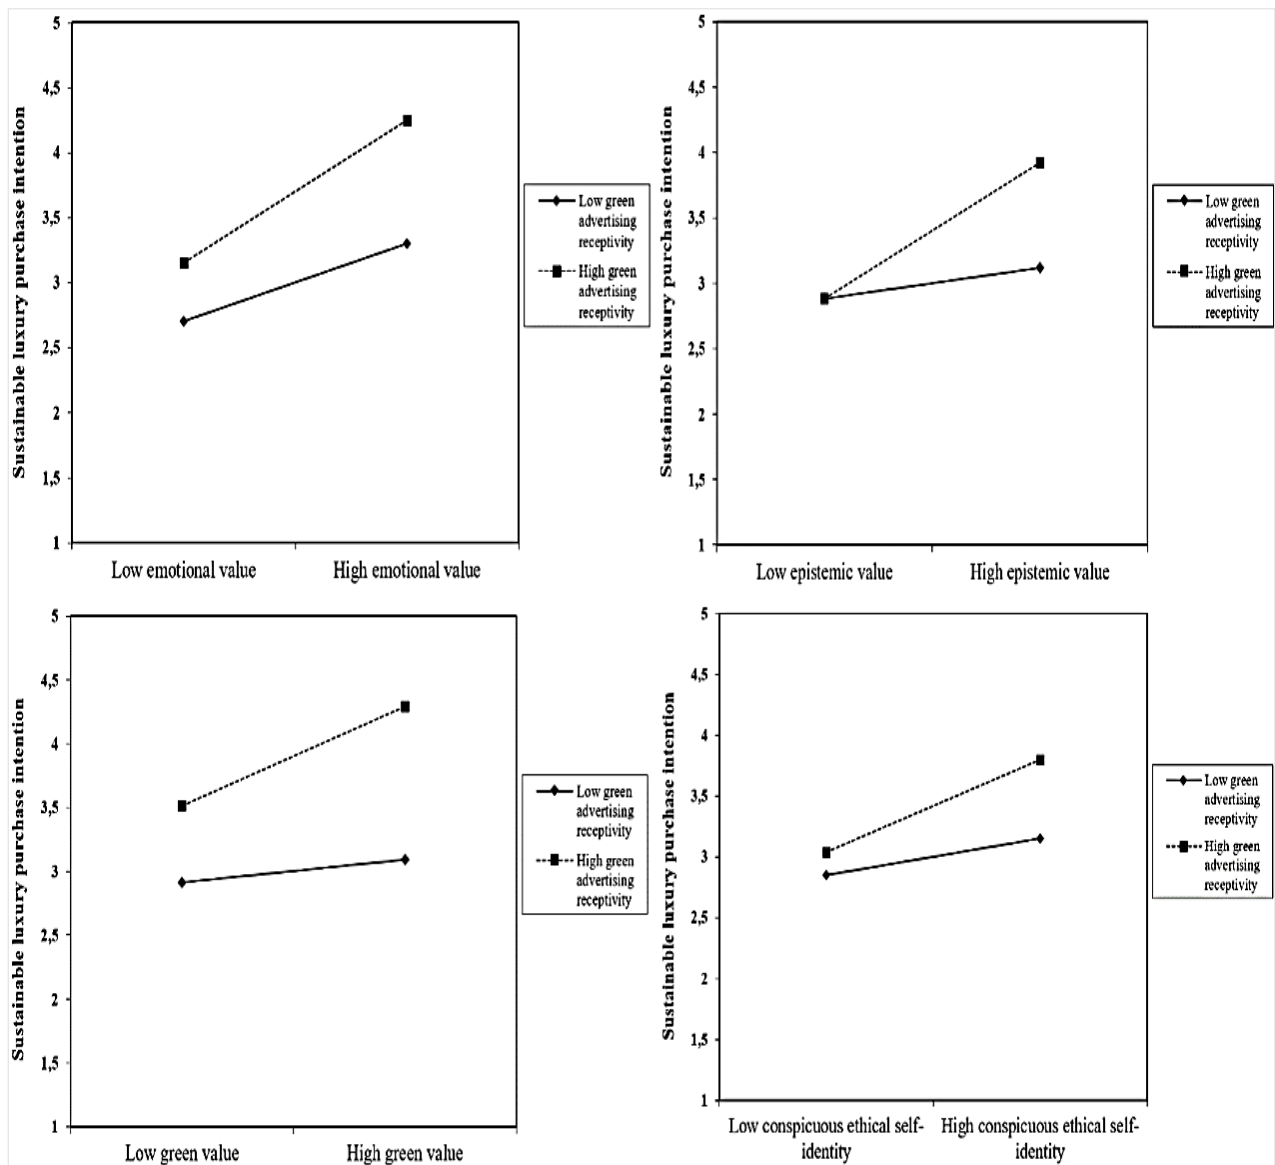 Sustainable luxury purchase intention
5
4,5
4
3,5
3
2,5
2
1,5
1
Low emotional value
High emotional value
Low green
advertising
receptivity
High green
advertising
receptivity
Sustainable luxury purchase intention
5
4,5
4
3,5
3
2,5
2
1,5
1
Low epistemic value
High epistemic value
Low green
advertising
receptivity
High green
advertising
receptivity
Sustainable luxury purchase intention
5
4,5
4
3,5
3
2,5
2
1,5
1
Low green value
High green value
Low green
advertising
receptivity
High green
advertising
receptivity
Sustainable luxury purchase intention
5
4,5
4
3,5
3
2,5
2
1,5
1
Low conspicuous ethical self-
identity
High conspicuous ethical self-
identity
Low green
advertising
receptivity
High green
advertising
receptivity